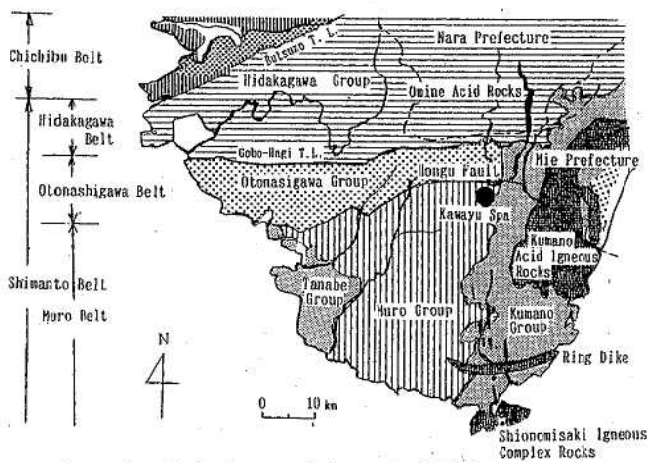 Chichibu Belt
Hidakagawa
Belt
Otonashigawa Belt
Shimanto Belt
Muro Belt
Butsuzo T. L.
Nara Prefecture
Hidakagawa Group
Omine Acid Rocks
Gobo-Hagi T.L.
Mie Prefecture
Otonasigawa Group
Hongu Fault
Kawayu Spa
Kumano
Acid Igneous
Rocks
Tanabe
Group
Muro Group
Kumano
Group
Ring Dike
N
0 10 km
Shionomisaki Igneous
Complex Rocks